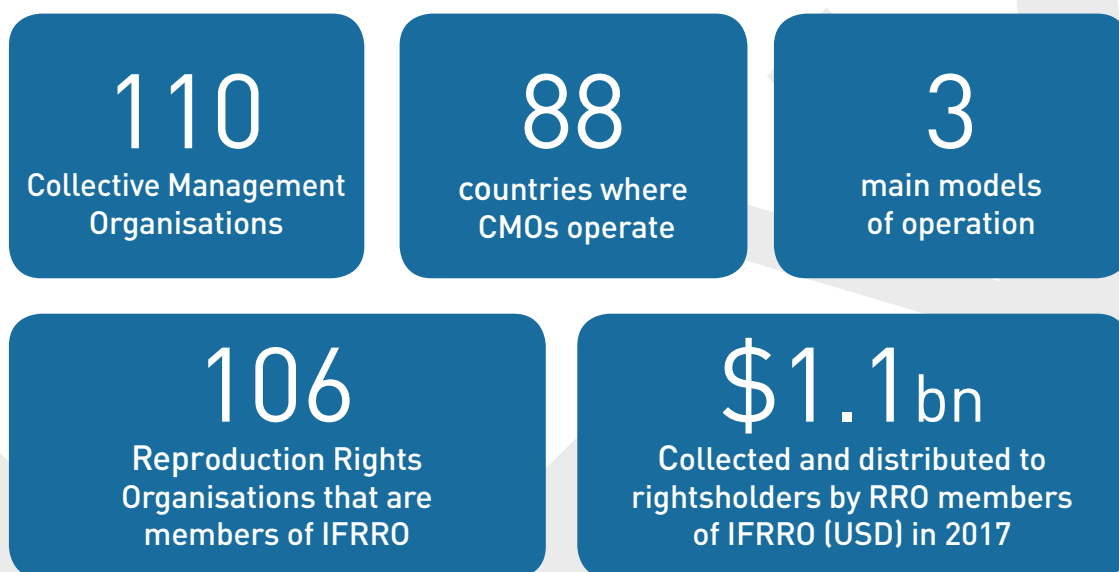 110
Collective Management
Organisations
88
countries where
CMOs operate
3
main models
of operation
106
Reproduction Rights
Organisations that are
members of IFRRO
$1.1bn
Collected and distributed to
rightsholders by RRO members
of IFRRO (USD) in 2017